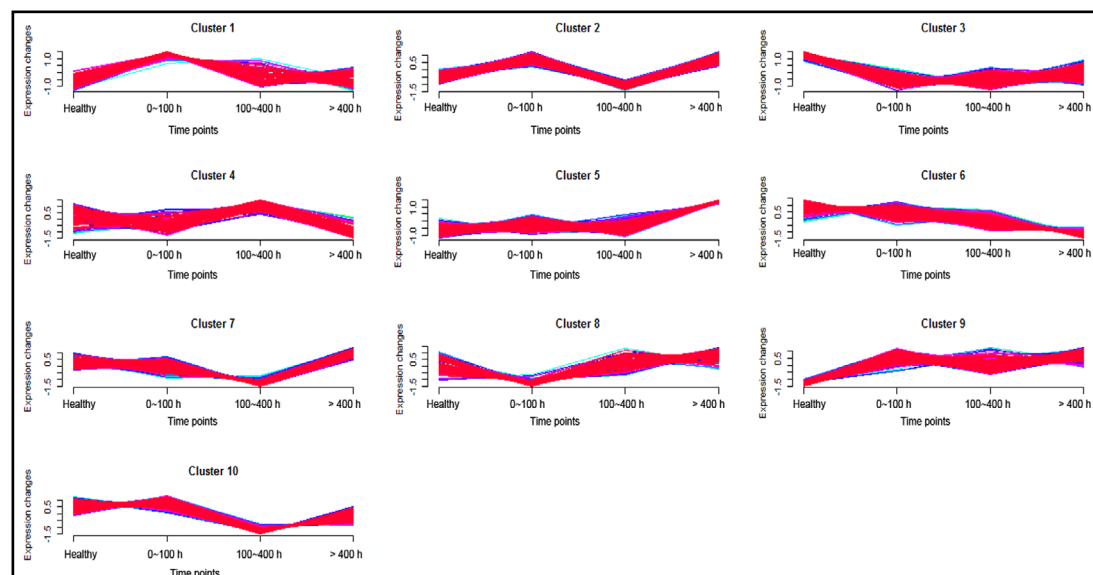 Cluster 1
Expression changes
1.0
-1.0
Healthy 0~100 h 100~400 h > 400 h
Time points
Cluster 2
Expression changes
0.5
-1.5
Healthy 0~100 h 100~400 h > 400 h
Time points
Cluster 3
Expression changes
1.0
-1.0
Healthy 0~100 h 100~400 h > 400 h
Time points
Cluster 4
Expression changes
0.5
-1.5
Healthy 0~100 h 100~400 h > 400 h
Time points
Cluster 5
Expression changes
1.0
-1.0
Healthy 0~100 h 100~400 h > 400 h
Time points
Cluster 6
Expression changes
0.5
-1.5
Healthy 0~100 h 100~400 h > 400 h
Time points
Cluster 7
Expression changes
0.5
-1.5
Healthy 0~100 h 100~400 h > 400 h
Time points
Cluster 8
Expression changes
0.5
-1.5
Healthy 0~100 h 100~400 h > 400 h
Time points
Cluster 9
Expression changes
0.5
-1.5
Healthy 0~100 h 100~400 h > 400 h
Time points
Cluster 10
Expression changes
0.5
-1.5
Healthy 0~100 h 100~400 h > 400 h
Time points